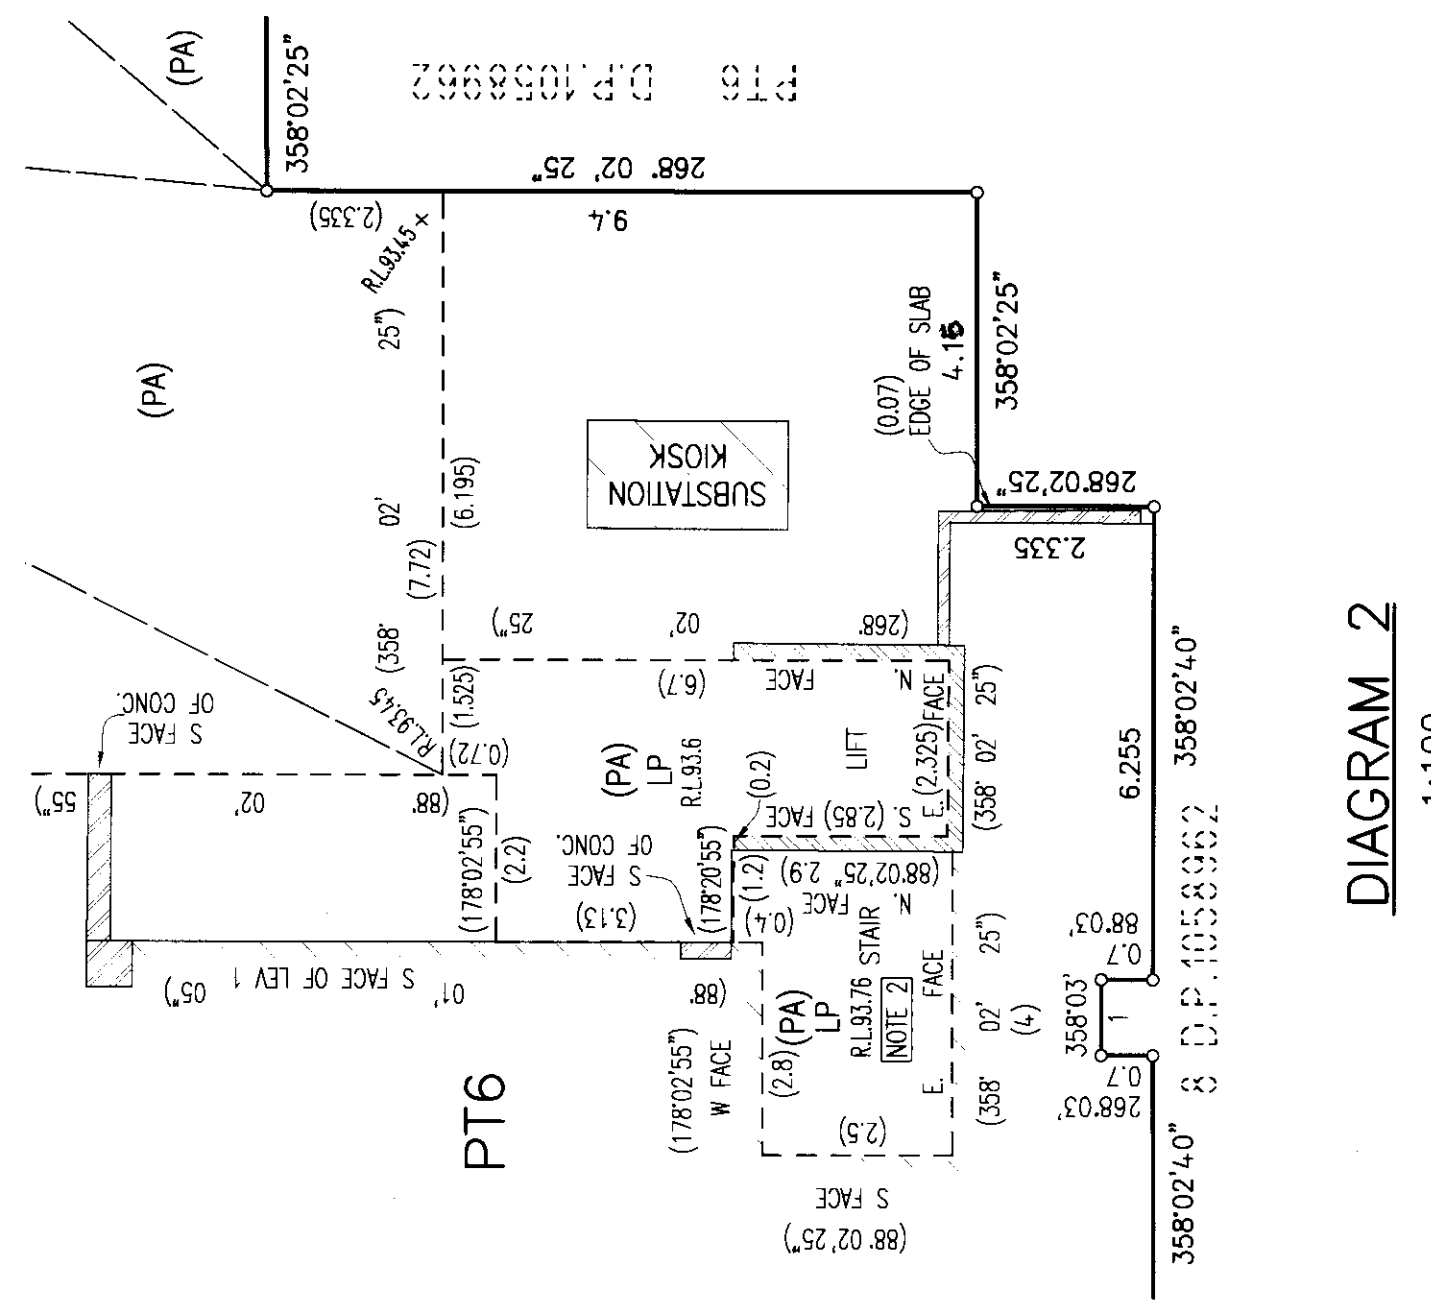 (PA)
358°02'25"
PT6 D.P.1058962
(2.335)
268° 02' 25"
9.4
R.L.93.45
(PA)
(358° 02' 25")
(7.72)
(6.195)
(1.525)
R.L.93.45
(0.72)
SUBSTATION
KIOSK
(0.07)
EDGE OF SLAB
4.15
358°02'25"
268°02'25"
2.335
S FACE
OF CONC.
(88° 02' 55")
(178°02'55")
(2.2)
(268° 02' 25")
(6.7)
N. FACE
(PA)
LP
R.L.93.6
LIFT
(0.2)
S. FACE
(2.85)
E. FACE
(2.325)
(358° 02' 25")
S FACE
OF CONC.
(3.13)
(178°20'55")
(1.2)
(0.4)
(88°02'25" 2.9)
N. FACE
S FACE OF LEV 1
(88° 01' 05")
PT6
(178°02'55")
W FACE
(2.8)
(PA)
LP
R.L.93.76
STAIR
NOTE 2
E. FACE
(358° 02' 25")
(4)
(2.5)
S FACE
(88°02'25")
6.255
358°02'40"
88°03'
0.7
358°03'
1
0.7
268°03'
358°02'40"
8 D.P.1058962
DIAGRAM 2